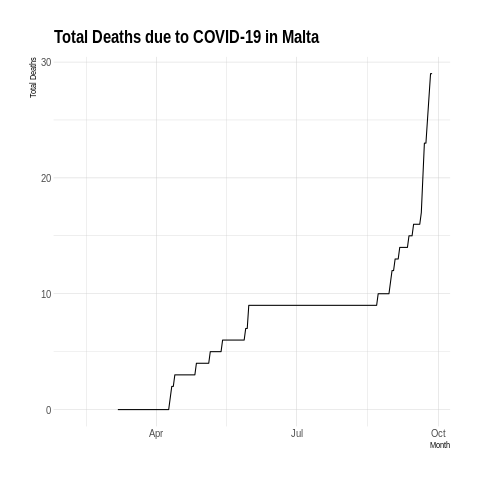 Total Deaths due to COVID-19 in Malta
Total Deaths
30
20
10
0
Apr
Jul
Oct
Month